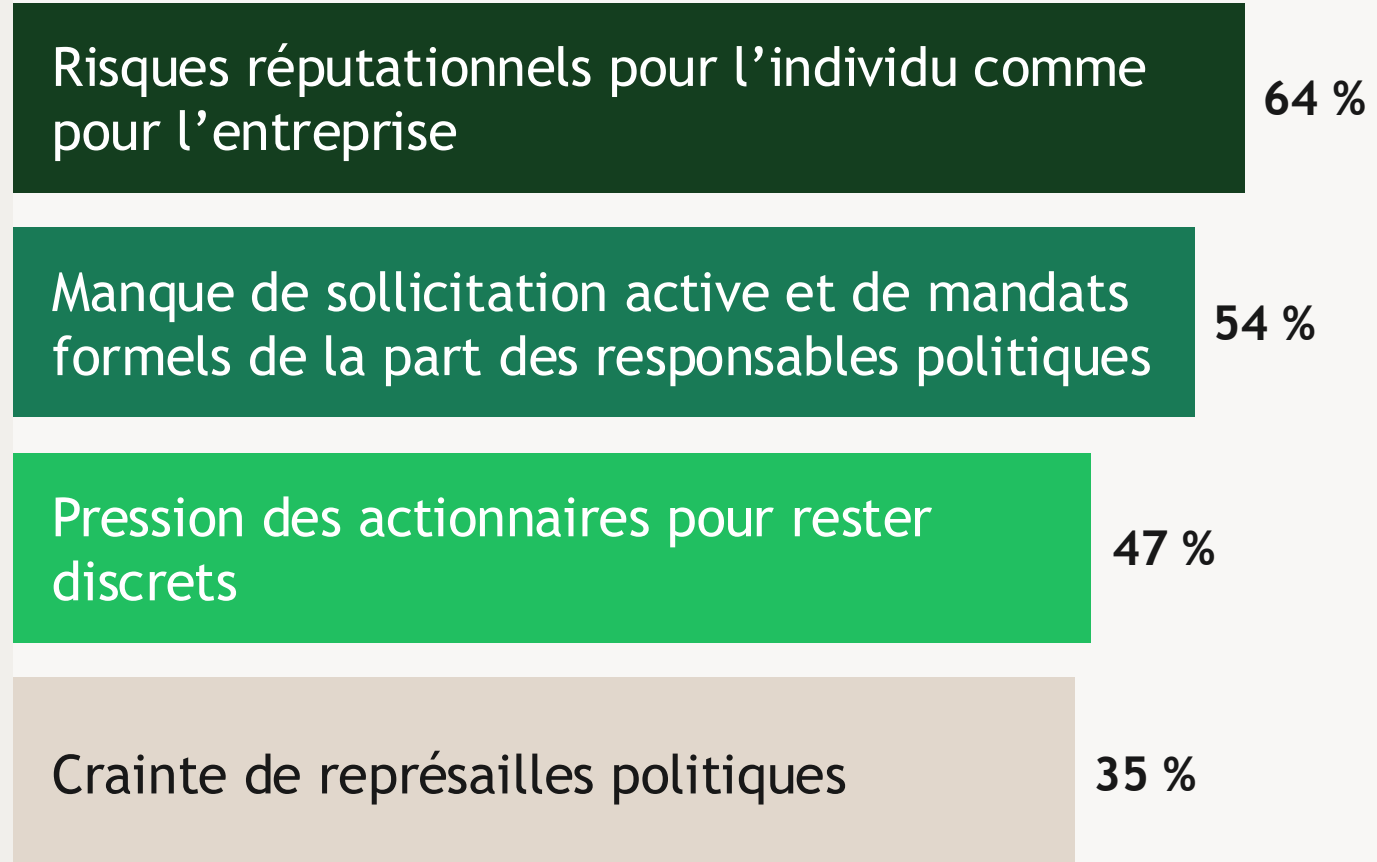 Risques réputationnels pour l’individu comme
pour l’entreprise
64 %
Manque de sollicitation active et de mandats
formels de la part des responsables politiques
54 %
Pression des actionnaires pour rester
discrets
47 %
Crainte de représailles politiques
35 %